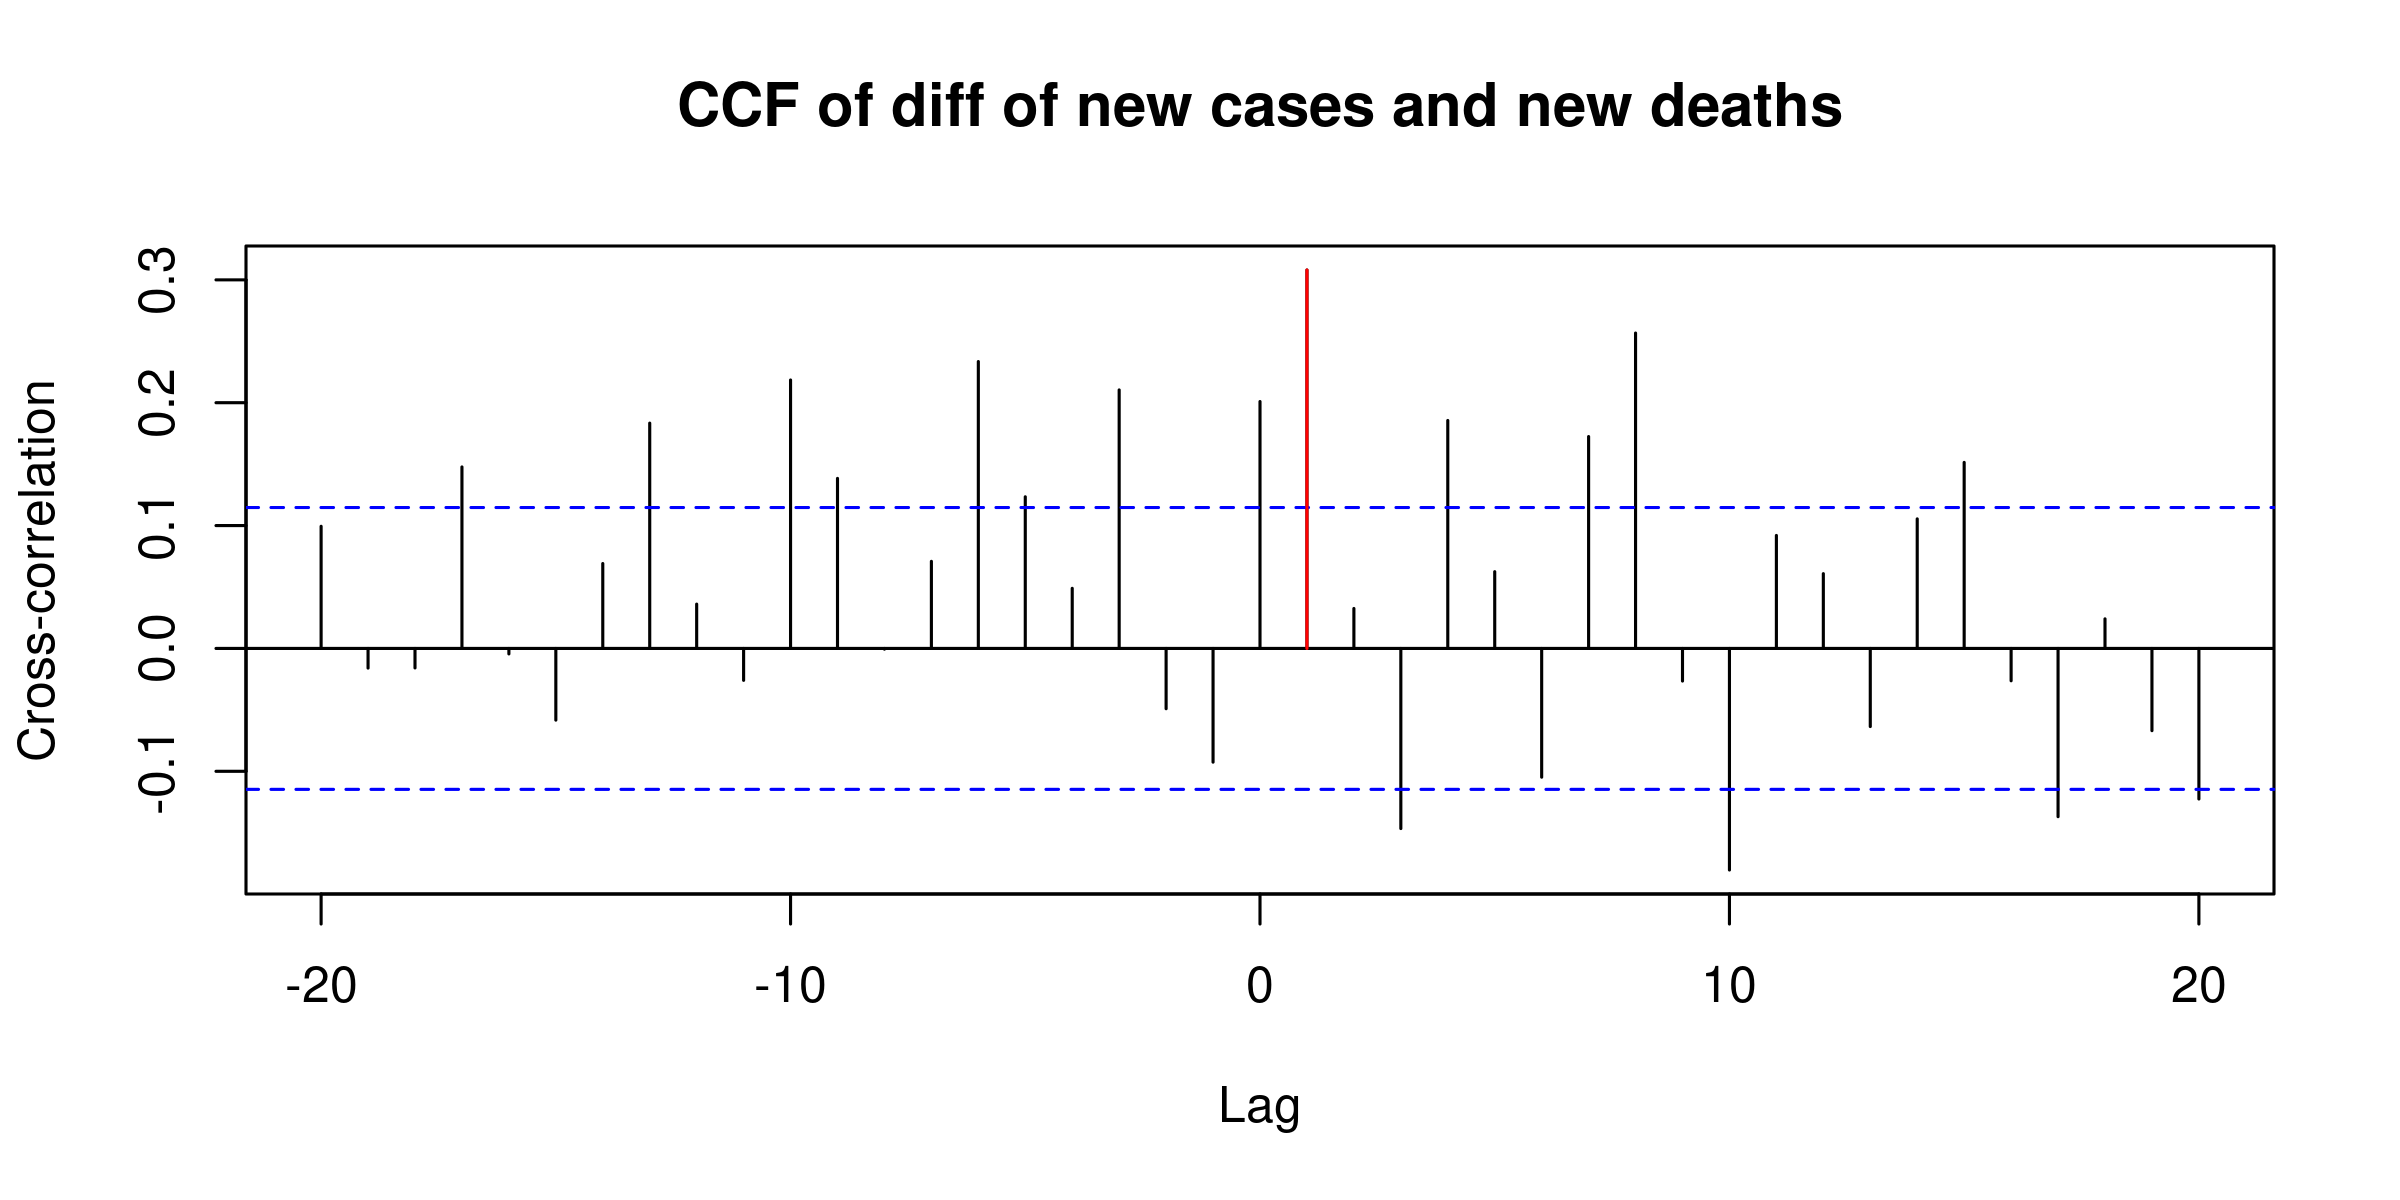 CCF of diff of new cases and new deaths
Cross-correlation
0.3
0.2
0.1
0.0
-0.1
-20 -10 0 10 20
Lag